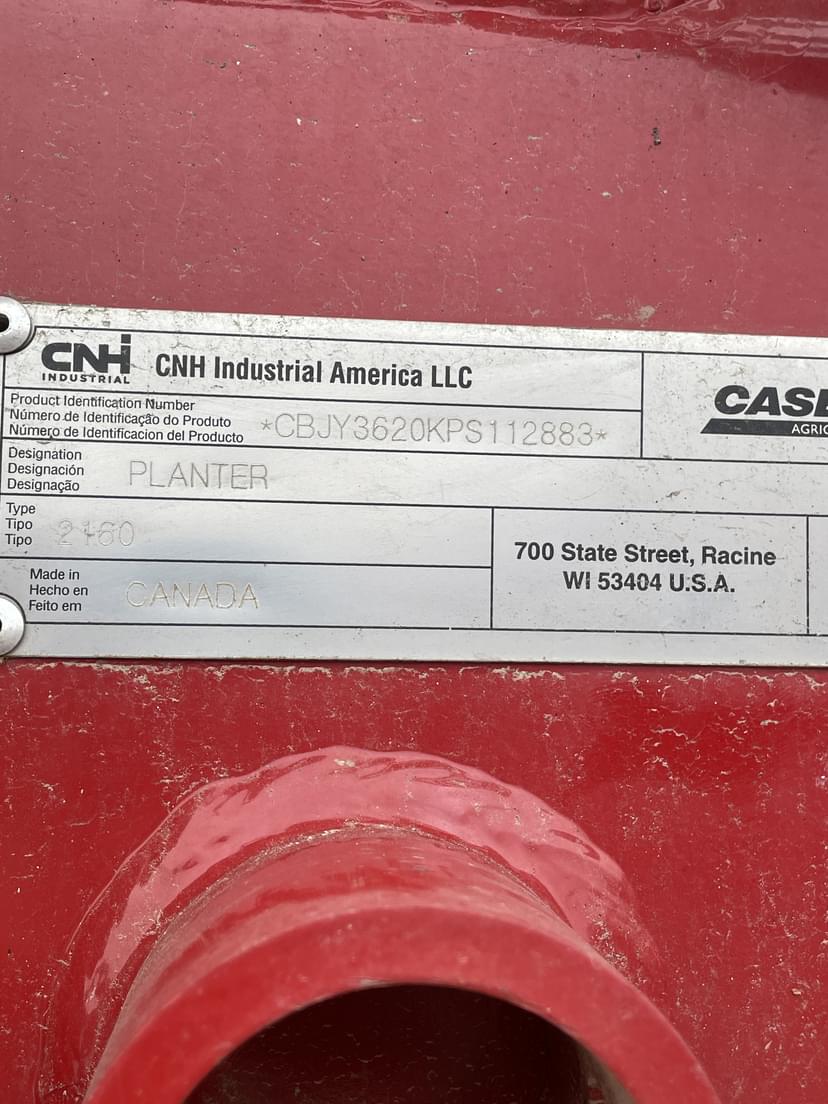 CNH
INDUSTRIAL
CNH Industrial America LLC
CASE
AGRIC
Product Identification Number
Número de Identificação do Produto
Número de Identificacion del Producto
*CBJY3620KPS112883*
Designation
Designación
Designação
PLANTER
Type
Tipo
Tipo
2160
700 State Street, Racine
WI 53404 U.S.A.
Made in
Hecho en
Feito em
CANADA